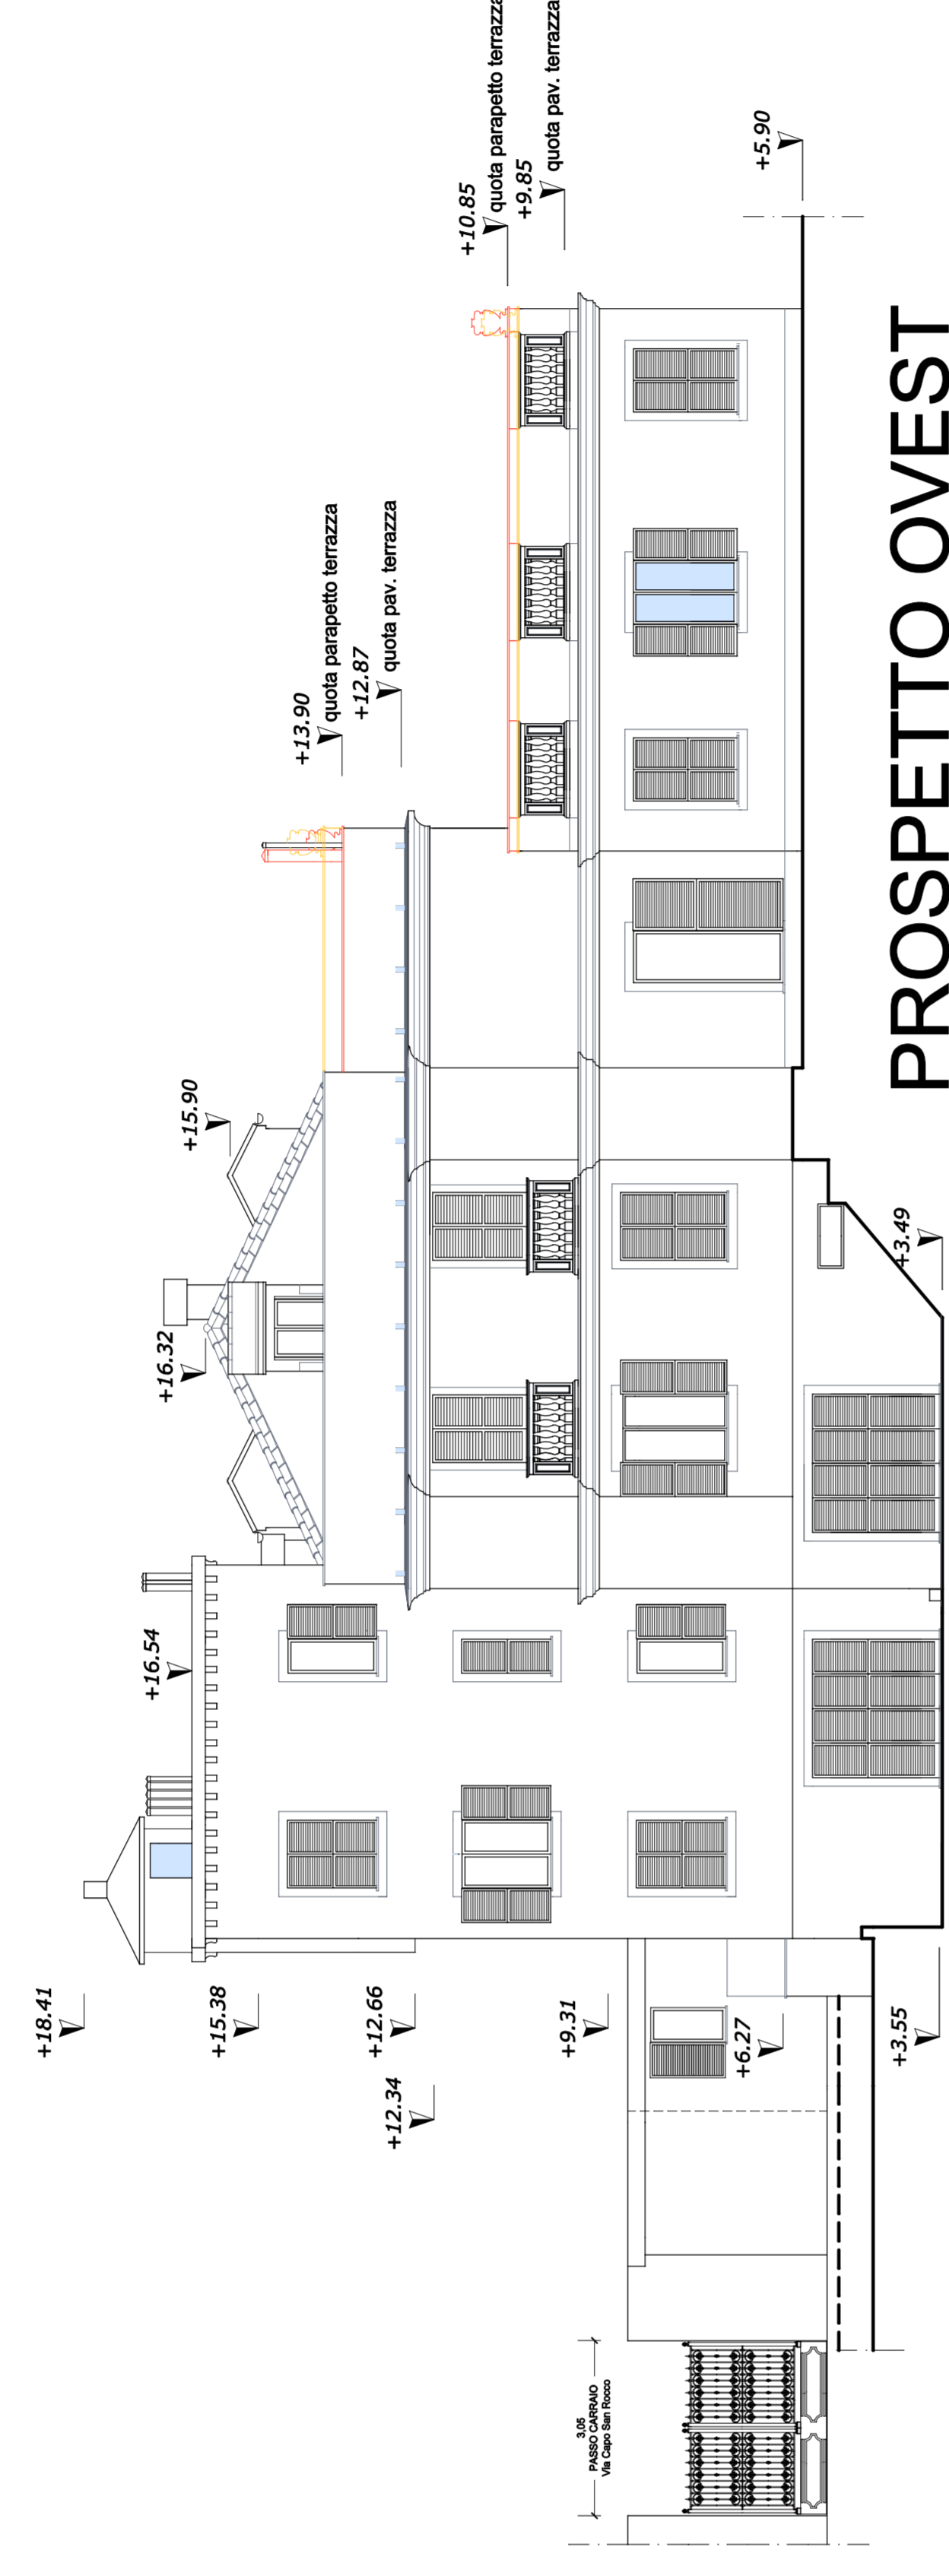 +18.41
+15.38
+12.66
+12.34
+9.31
+6.27
+3.55
3,05
PASSO CARRAIO
Via Capo San Rocco
+16.54
+16.32
+15.90
+3.49
+13.90
quota parapetto terrazza
+12.87
quota pav. terrazza
+10.85
quota parapetto terrazza
+9.85
quota pav. terrazza
+5.90
PROSPETTO OVEST